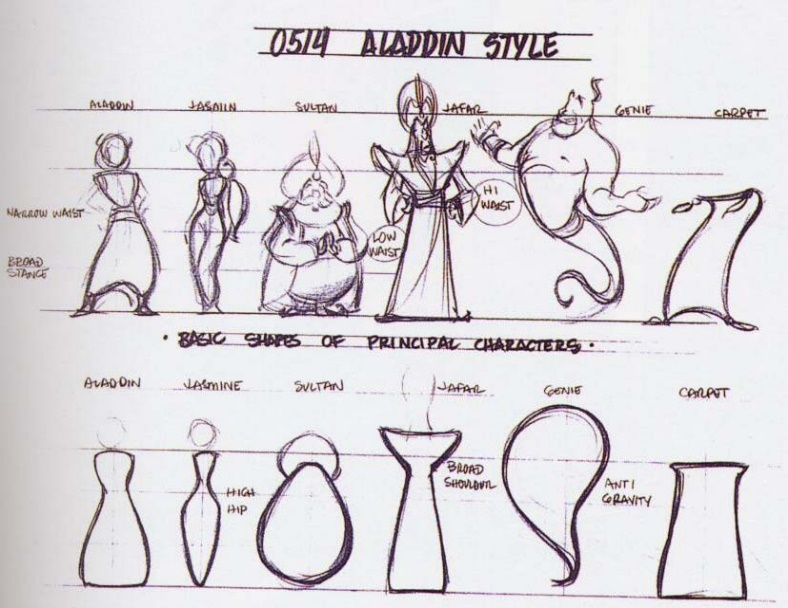 0514 ALADDIN STYLE
ALADDIN JASMIIN SULTAN JAFAR GENIE CARPET
NARROW WAIST
HI WAIST
LOW WAIST
BROAD STANCE
• BASIC SHAPES OF PRINCIPAL CHARACTERS •
ALADDIN JASMINE SULTAN JAFAR GENIE CARPET
HIGH HIP
BROAD SHOULDER
ANTI GRAVITY